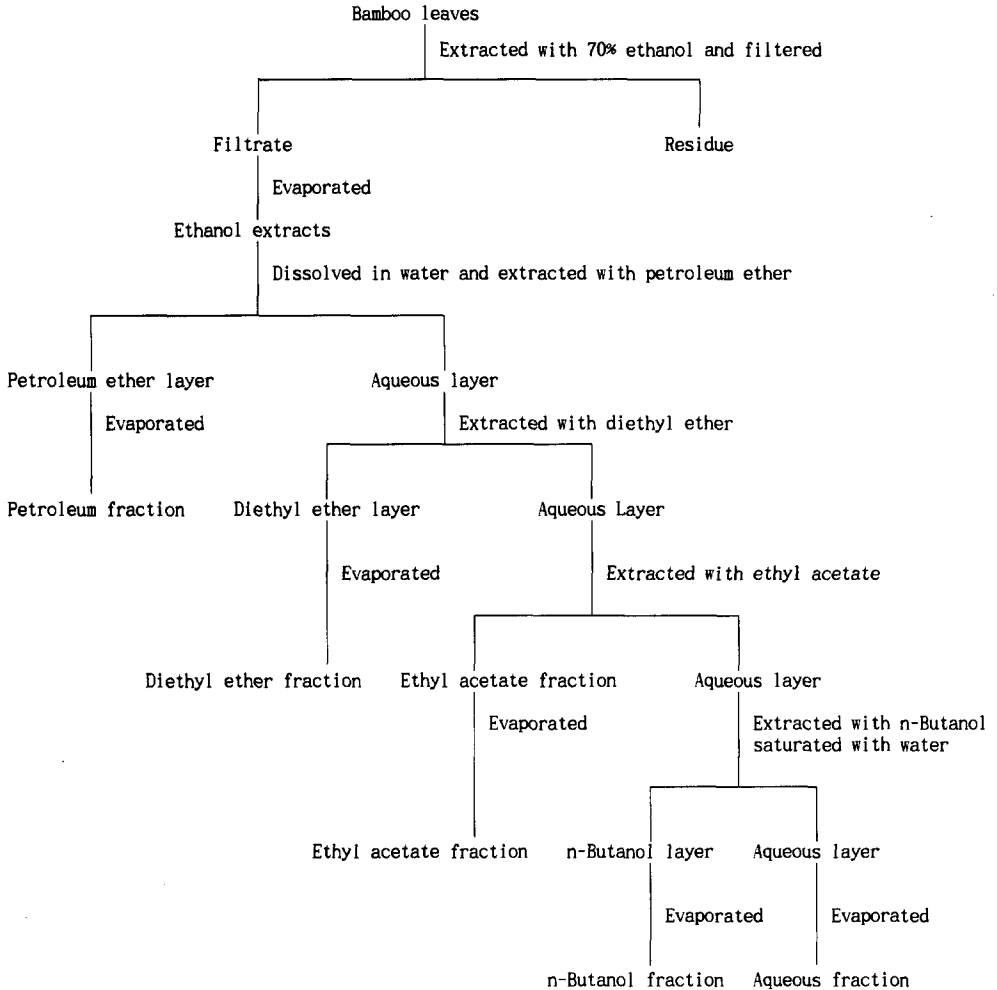 Bamboo leaves
Extracted with 70% ethanol and filtered
Filtrate
Residue
Evaporated
Ethanol extracts
Dissolved in water and extracted with petroleum ether
Petroleum ether layer
Aqueous layer
Evaporated
Extracted with diethyl ether
Petroleum fraction
Diethyl ether layer
Aqueous Layer
Evaporated
Extracted with ethyl acetate
Diethyl ether fraction
Ethyl acetate fraction
Aqueous layer
Evaporated
Extracted with n-Butanol
saturated with water
Ethyl acetate fraction
n-Butanol layer
Aqueous layer
Evaporated
Evaporated
n-Butanol fraction
Aqueous fraction